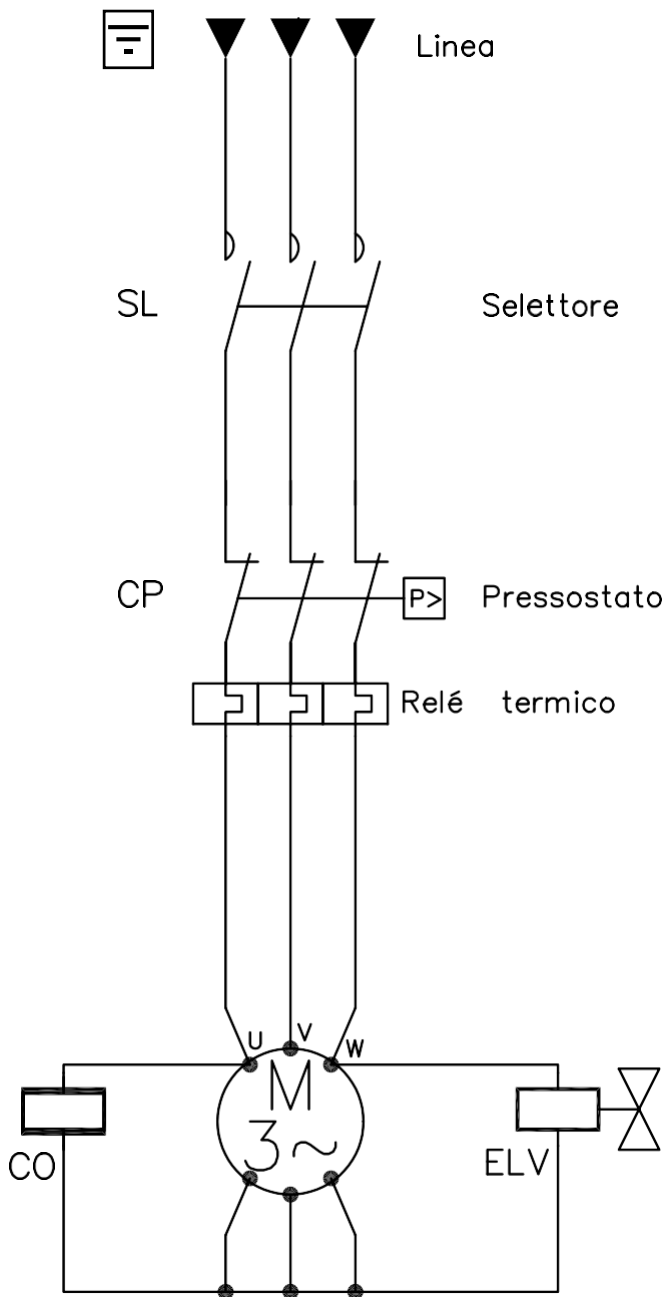 Linea
SL Selettore
CP P> Pressostato
Relé termico
U V W
M
3~
CO ELV